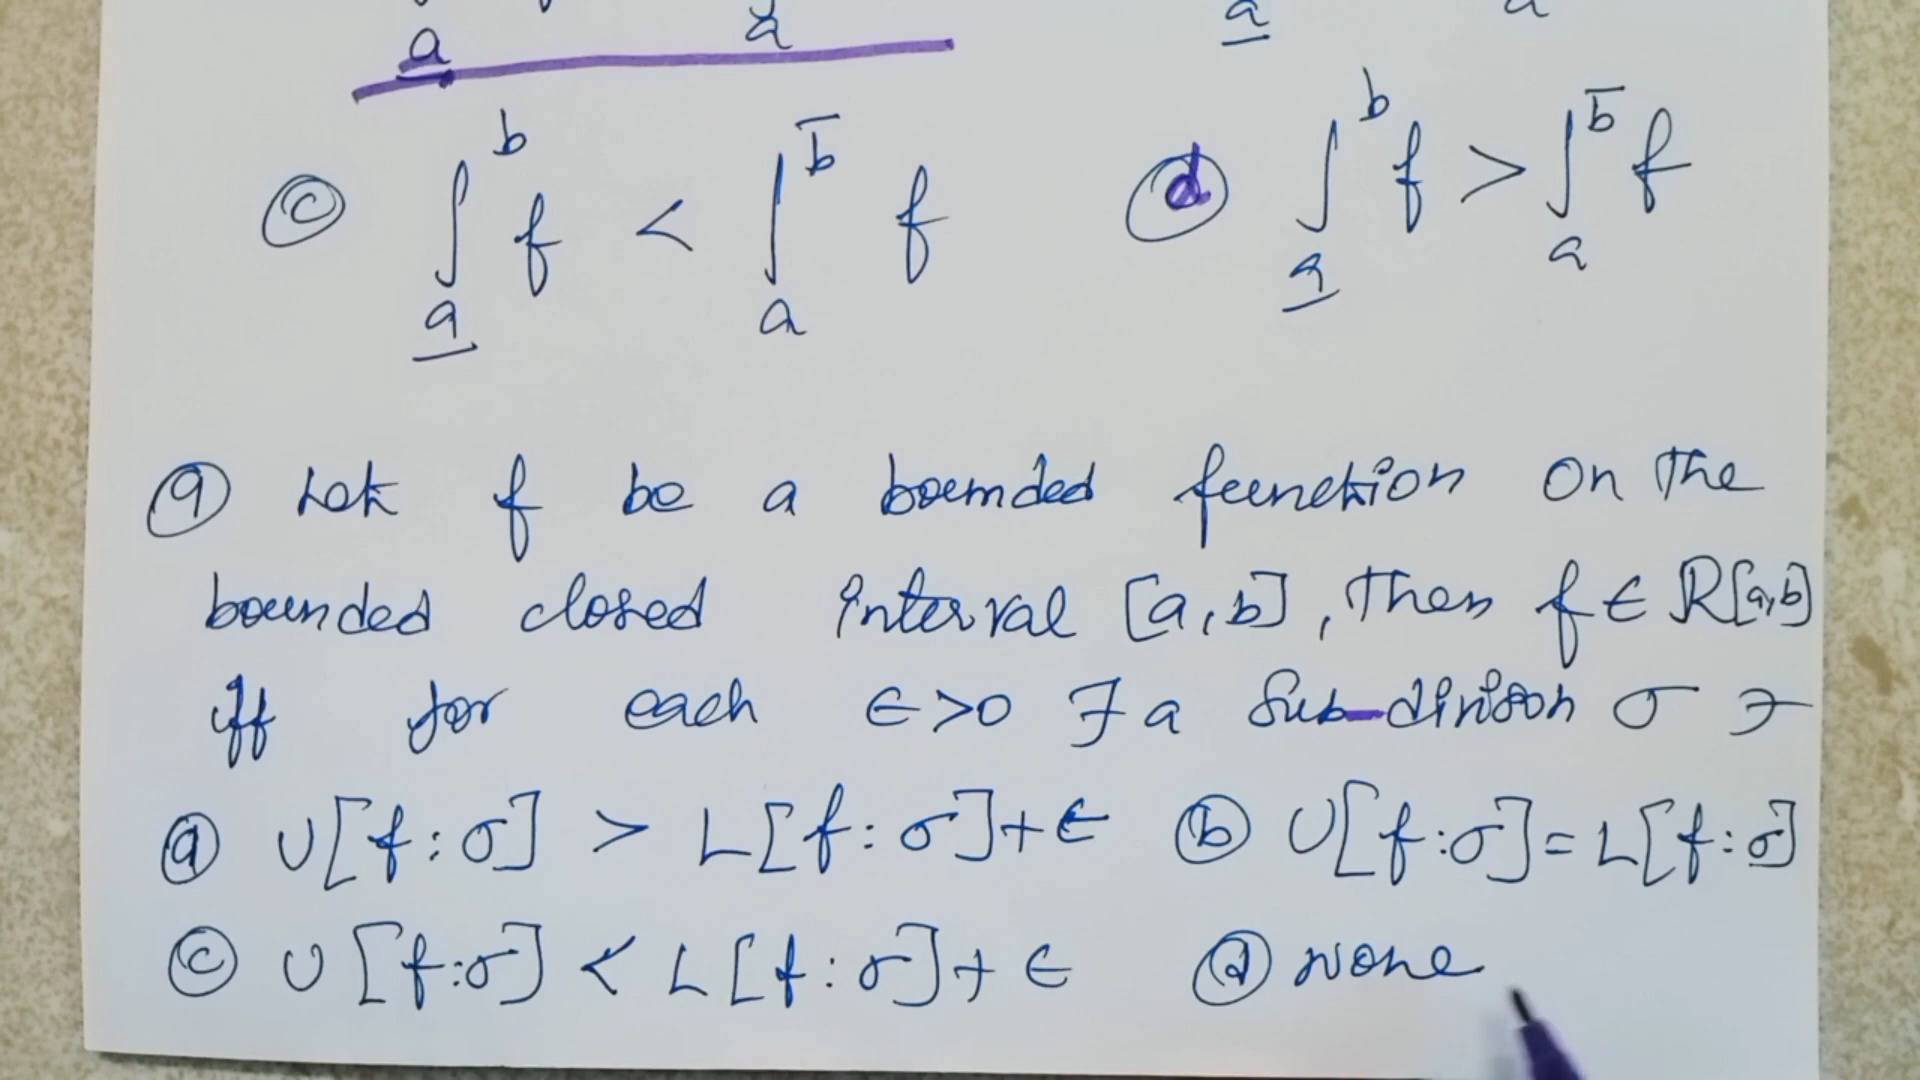 a a a a
ⓒ ∫_a̲^b f < ∫_a^b̅ f ⓓ ∫_a̲^b f > ∫_a^b̅ f
⑨ Let f be a bounded function on the
bounded closed interval [a,b], then f ∈ R[a,b]
iff for each ∈>0 ∃ a Sub-division σ ∋
ⓐ U[f:σ] > L[f:σ]+∈ ⓑ U[f:σ]=L[f:σ]
ⓒ U[f:σ] < L[f:σ]+∈ ⓓ none